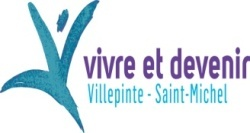 vivre et devenir
Villepinte - Saint-Michel